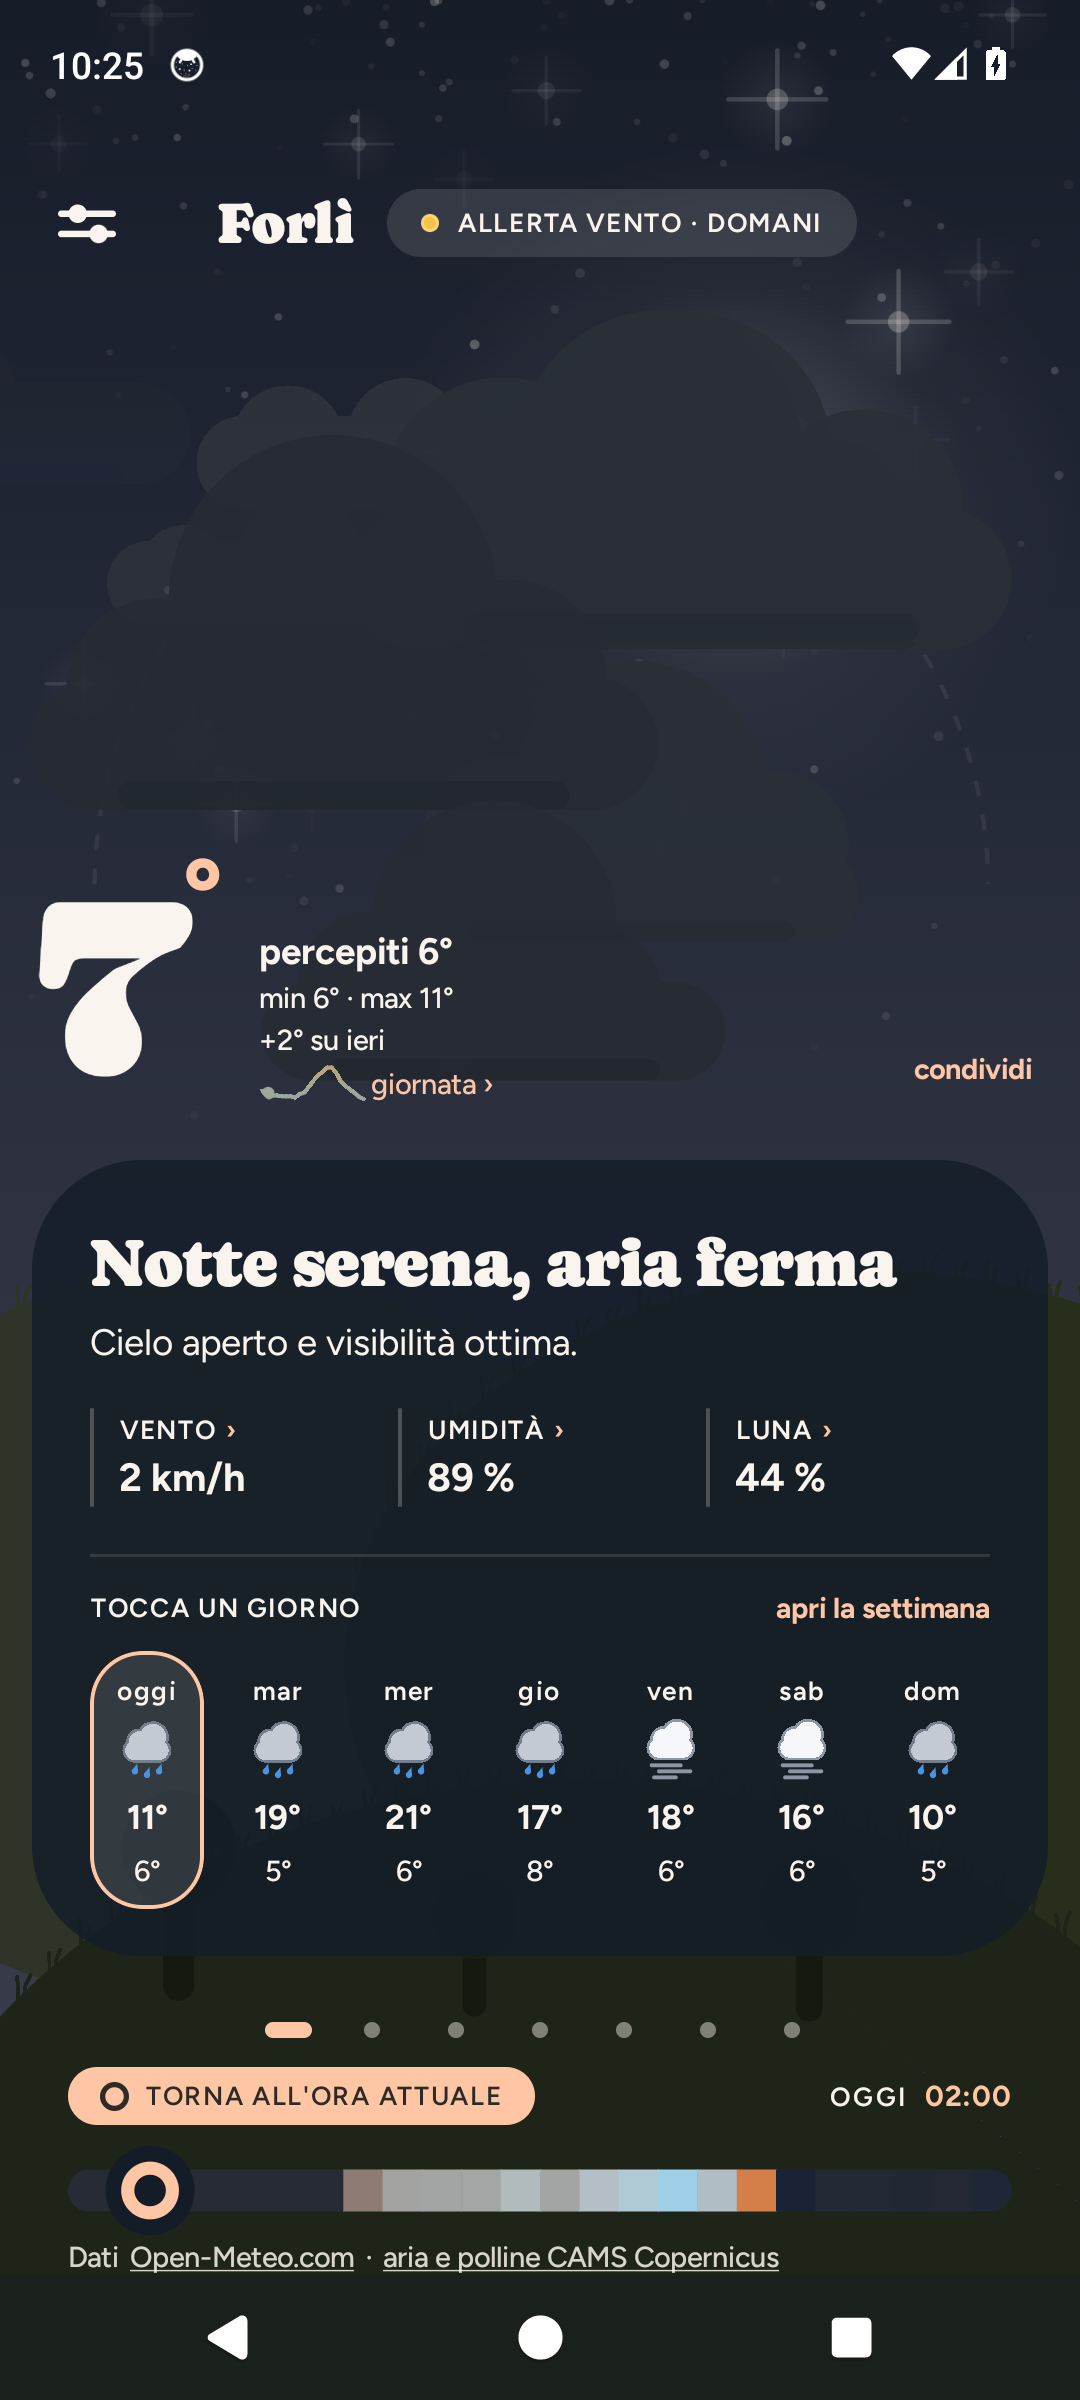 10:25
Forlì
ALLERTA VENTO · DOMANI
7°
percepiti 6°
min 6° · max 11°
+2° su ieri
giornata ›
condividi
Notte serena, aria ferma
Cielo aperto e visibilità ottima.
VENTO › UMIDITÀ › LUNA ›
2 km/h 89 % 44 %
TOCCA UN GIORNO apri la settimana
oggi mar mer gio ven sab dom
11° 19° 21° 17° 18° 16° 10°
6° 5° 6° 8° 6° 6° 5°
TORNA ALL'ORA ATTUALE OGGI 02:00
Dati Open-Meteo.com · aria e polline CAMS Copernicus